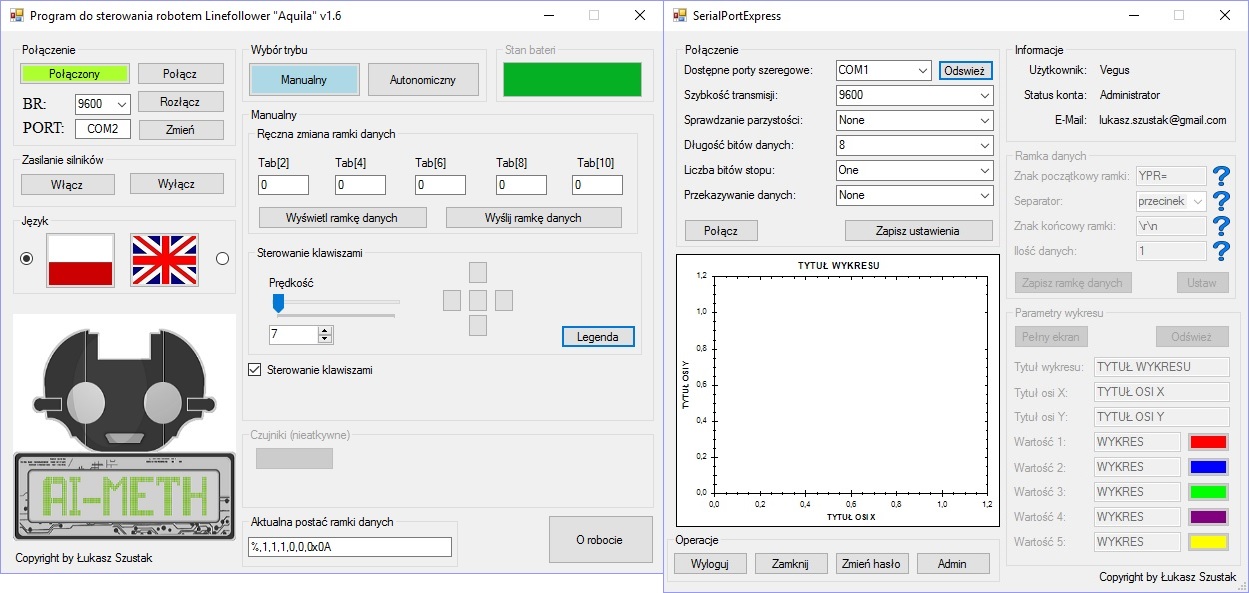 Program do sterowania robotem Linefollower "Aquila" v1.6
Połączenie
Połączony
Połącz
BR:
9600
Rozłącz
PORT:
COM2
Zmień
Zasilanie silników
Włącz
Wyłącz
Język
AI-METH
Copyright by Łukasz Szustak
Wybór trybu
Manualny
Autonomiczny
Stan bateri
Manualny
Ręczna zmiana ramki danych
Tab[2] Tab[4] Tab[6] Tab[8] Tab[10]
0 0 0 0 0
Wyświetl ramkę danych
Wyślij ramkę danych
Sterowanie klawiszami
Prędkość
7
Legenda
Sterowanie klawiszami
Czujniki (nieatkywne)
Aktualna postać ramki danych
%,1,1,1,0,0,0x0A
O robocie
SerialPortExpress
Połączenie
Dostępne porty szeregowe: COM1 Odswież
Szybkość transmisji: 9600
Sprawdzanie parzystości: None
Długość bitów danych: 8
Liczba bitów stopu: One
Przekazywanie danych: None
Połącz
Zapisz ustawienia
TYTUŁ WYKRESU
1,2
1,0
0,8
0,6
0,4
0,2
0,0
TYTUŁ OSI Y
0,0 0,2 0,4 0,6 0,8 1,0 1,2
TYTUŁ OSI X
Operacje
Wyloguj
Zamknij
Zmień hasło
Admin
Informacje
Użytkownik: Vegus
Status konta: Administrator
E-Mail: lukasz.szustak@gmail.com
Ramka danych
Znak początkowy ramki: YPR= ?
Separator: przecinek ?
Znak końcowy ramki: \r\n ?
Ilość danych: 1 ?
Zapisz ramkę danych
Ustaw
Parametry wykresu
Pełny ekran
Odśwież
Tytuł wykresu: TYTUŁ WYKRESU
Tytuł osi X: TYTUŁ OSI X
Tytuł osi Y: TYTUŁ OSI Y
Wartość 1: WYKRES
Wartość 2: WYKRES
Wartość 3: WYKRES
Wartość 4: WYKRES
Wartość 5: WYKRES
Copyright by Łukasz Szustak